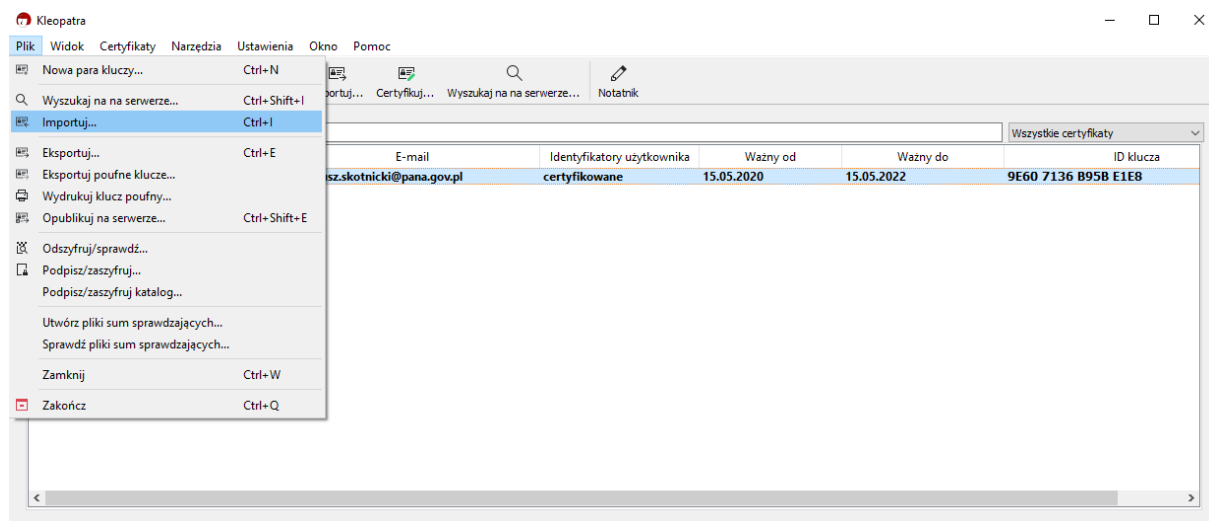 Kleopatra
Plik Widok Certyfikaty Narzędzia Ustawienia Okno Pomoc
Nowa para kluczy... Ctrl+N
Wyszukaj na na serwerze... Ctrl+Shift+I
Importuj... Ctrl+I
Eksportuj... Ctrl+E
Eksportuj poufne klucze...
Wydrukuj klucz poufny...
Opublikuj na serwerze... Ctrl+Shift+E
Odszyfruj/sprawdź...
Podpisz/zaszyfruj...
Podpisz/zaszyfruj katalog...
Utwórz pliki sum sprawdzających...
Sprawdź pliki sum sprawdzających...
Zamknij Ctrl+W
Zakończ Ctrl+Q
portuj... Certyfikuj... Wyszukaj na na serwerze... Notatnik
Wszystkie certyfikaty
E-mail Identyfikatory użytkownika Ważny od Ważny do ID klucza
usz.skotnicki@pana.gov.pl certyfikowane 15.05.2020 15.05.2022 9E60 7136 B95B E1E8